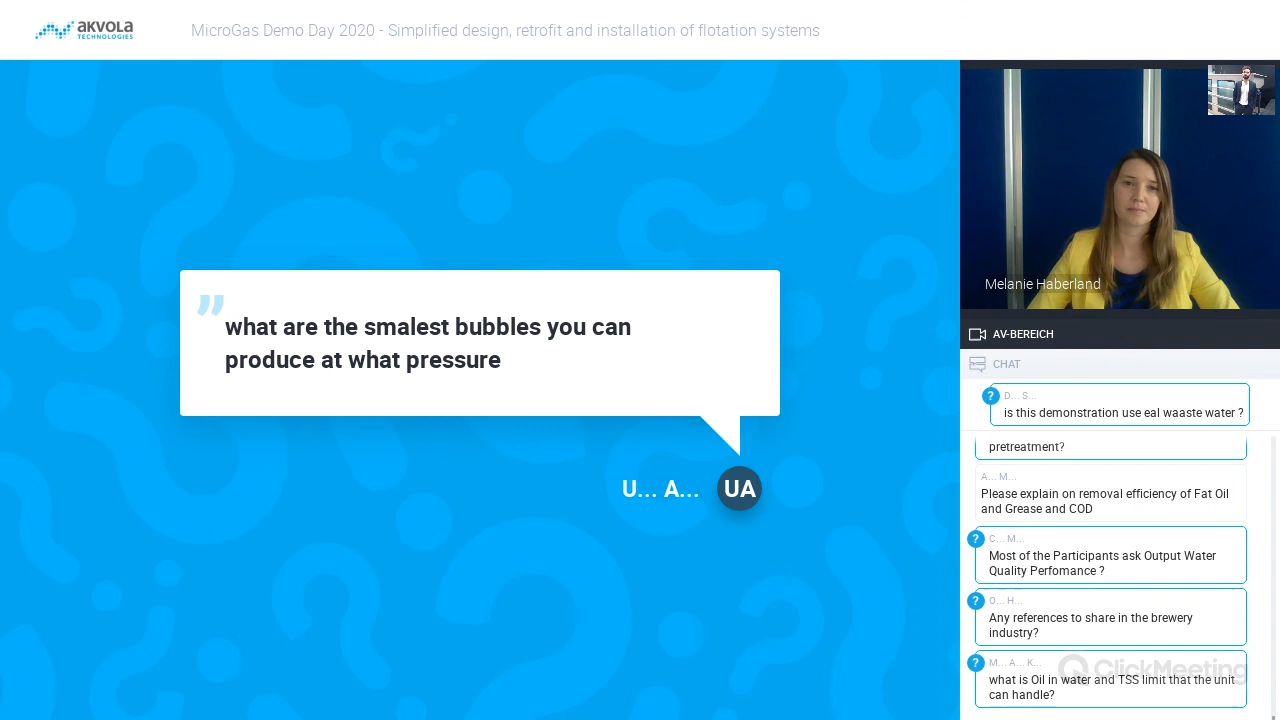 akvola
TECHNOLOGIES
MicroGas Demo Day 2020 - Simplified design, retrofit and installation of flotation systems
”
what are the smalest bubbles you can
produce at what pressure
U... A...
UA
Melanie Haberland
AV-BEREICH
CHAT
?
D... S...
is this demonstration use eal waaste water ?
pretreatment?
A... M...
Please explain on removal efficiency of Fat Oil
and Grease and COD
?
C... M...
Most of the Participants ask Output Water
Quality Perfomance ?
?
O... H...
Any references to share in the brewery
industry?
?
M... A... K...
what is Oil in water and TSS limit that the unit
can handle?
ClickMeeting